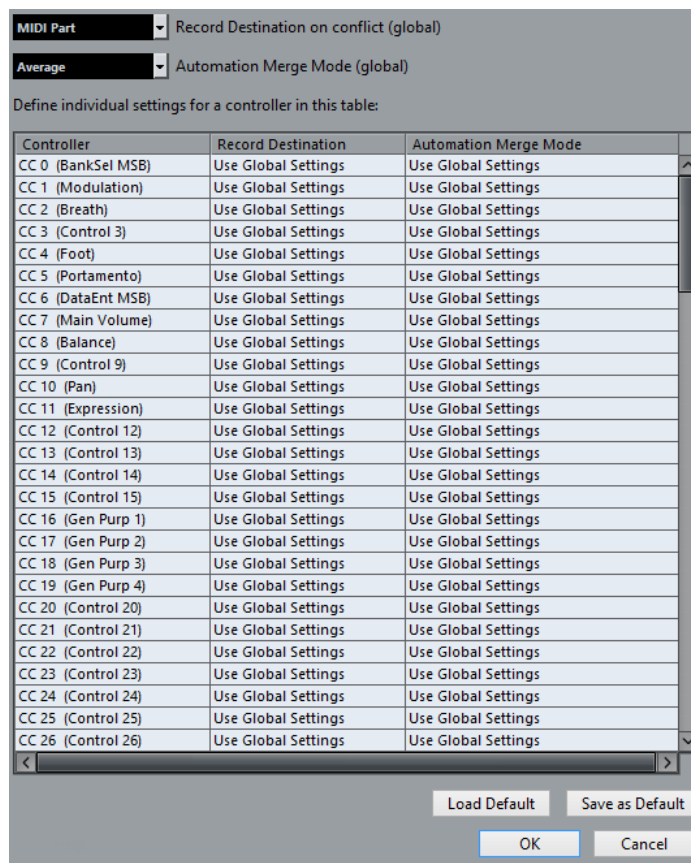 MIDI Part Record Destination on conflict (global)
Average Automation Merge Mode (global)
Define individual settings for a controller in this table:
Controller Record Destination Automation Merge Mode
CC 0 (BankSel MSB) Use Global Settings Use Global Settings
CC 1 (Modulation) Use Global Settings Use Global Settings
CC 2 (Breath) Use Global Settings Use Global Settings
CC 3 (Control 3) Use Global Settings Use Global Settings
CC 4 (Foot) Use Global Settings Use Global Settings
CC 5 (Portamento) Use Global Settings Use Global Settings
CC 6 (DataEnt MSB) Use Global Settings Use Global Settings
CC 7 (Main Volume) Use Global Settings Use Global Settings
CC 8 (Balance) Use Global Settings Use Global Settings
CC 9 (Control 9) Use Global Settings Use Global Settings
CC 10 (Pan) Use Global Settings Use Global Settings
CC 11 (Expression) Use Global Settings Use Global Settings
CC 12 (Control 12) Use Global Settings Use Global Settings
CC 13 (Control 13) Use Global Settings Use Global Settings
CC 14 (Control 14) Use Global Settings Use Global Settings
CC 15 (Control 15) Use Global Settings Use Global Settings
CC 16 (Gen Purp 1) Use Global Settings Use Global Settings
CC 17 (Gen Purp 2) Use Global Settings Use Global Settings
CC 18 (Gen Purp 3) Use Global Settings Use Global Settings
CC 19 (Gen Purp 4) Use Global Settings Use Global Settings
CC 20 (Control 20) Use Global Settings Use Global Settings
CC 21 (Control 21) Use Global Settings Use Global Settings
CC 22 (Control 22) Use Global Settings Use Global Settings
CC 23 (Control 23) Use Global Settings Use Global Settings
CC 24 (Control 24) Use Global Settings Use Global Settings
CC 25 (Control 25) Use Global Settings Use Global Settings
CC 26 (Control 26) Use Global Settings Use Global Settings
Load Default Save as Default
OK Cancel